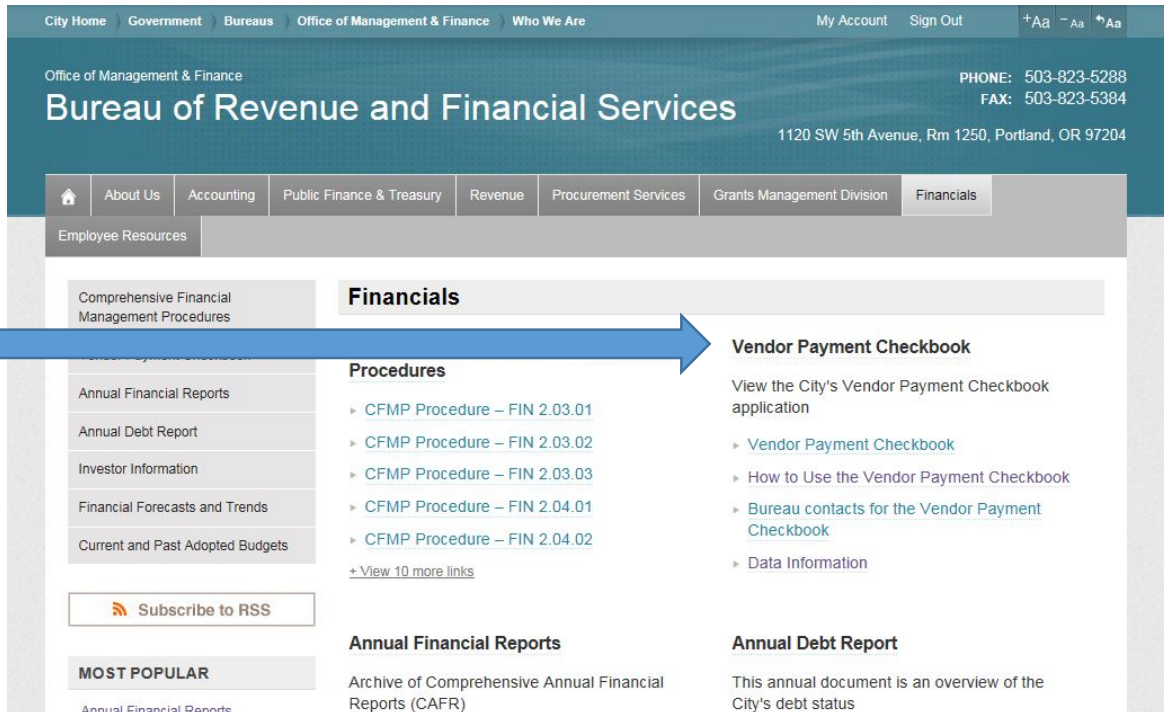 City Home Government Bureaus Office of Management & Finance Who We Are My Account Sign Out +Aa -Aa Aa
Office of Management & Finance
Bureau of Revenue and Financial Services
PHONE: 503-823-5288
FAX: 503-823-5384
1120 SW 5th Avenue, Rm 1250, Portland, OR 97204
About Us Accounting Public Finance & Treasury Revenue Procurement Services Grants Management Division Financials
Employee Resources
Comprehensive Financial
Management Procedures
Annual Financial Reports
Annual Debt Report
Investor Information
Financial Forecasts and Trends
Current and Past Adopted Budgets
Subscribe to RSS
MOST POPULAR
Annual Financial Reports
Financials
Procedures
CFMP Procedure – FIN 2.03.01
CFMP Procedure – FIN 2.03.02
CFMP Procedure – FIN 2.03.03
CFMP Procedure – FIN 2.04.01
CFMP Procedure – FIN 2.04.02
+ View 10 more links
Vendor Payment Checkbook
View the City's Vendor Payment Checkbook
application
Vendor Payment Checkbook
How to Use the Vendor Payment Checkbook
Bureau contacts for the Vendor Payment
Checkbook
Data Information
Annual Financial Reports
Archive of Comprehensive Annual Financial
Reports (CAFR)
Annual Debt Report
This annual document is an overview of the
City's debt status